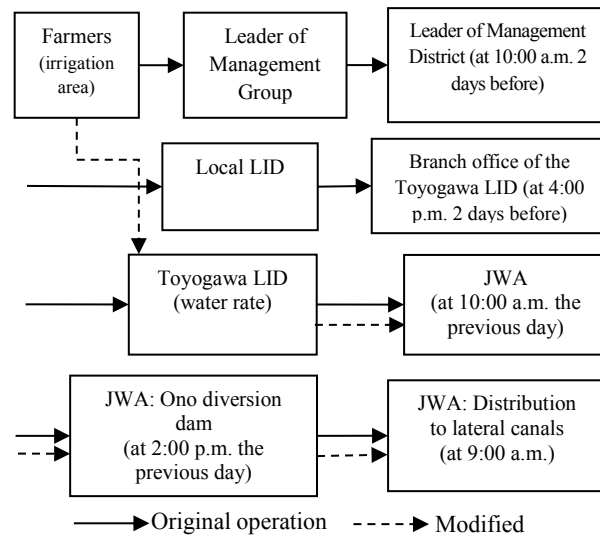 Farmers
(irrigation
area)
Leader of
Management
Group
Leader of Management
District (at 10:00 a.m. 2
days before)
Local LID
Branch office of the
Toyogawa LID (at 4:00
p.m. 2 days before)
Toyogawa LID
(water rate)
JWA
(at 10:00 a.m. the
previous day)
JWA: Ono diversion
dam
(at 2:00 p.m. the
previous day)
JWA: Distribution
to lateral canals
(at 9:00 a.m.)
Original operation
Modified